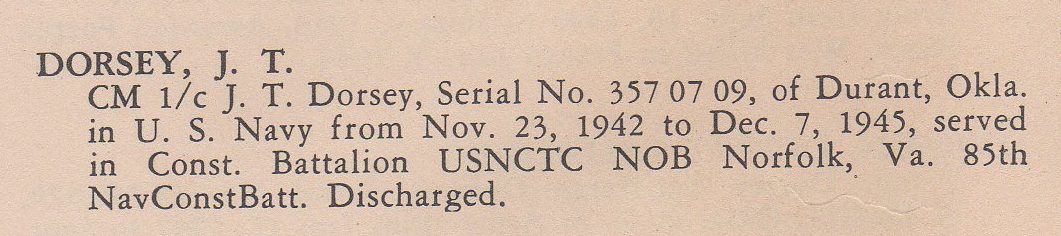 DORSEY, J. T.
CM 1/c J. T. Dorsey, Serial No. 357 07 09, of Durant, Okla.
in U. S. Navy from Nov. 23, 1942 to Dec. 7, 1945, served
in Const. Battalion USNCTC NOB Norfolk, Va. 85th
NavConstBatt. Discharged.